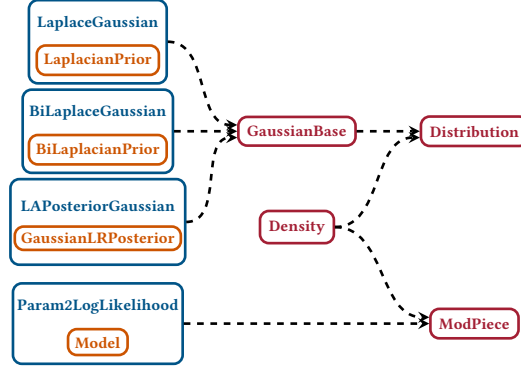 LaplaceGaussian
LaplacianPrior
BiLaplaceGaussian
BiLaplacianPrior
GaussianBase
Distribution
LAPosteriorGaussian
GaussianLRPosterior
Density
Param2LogLikelihood
Model
ModPiece